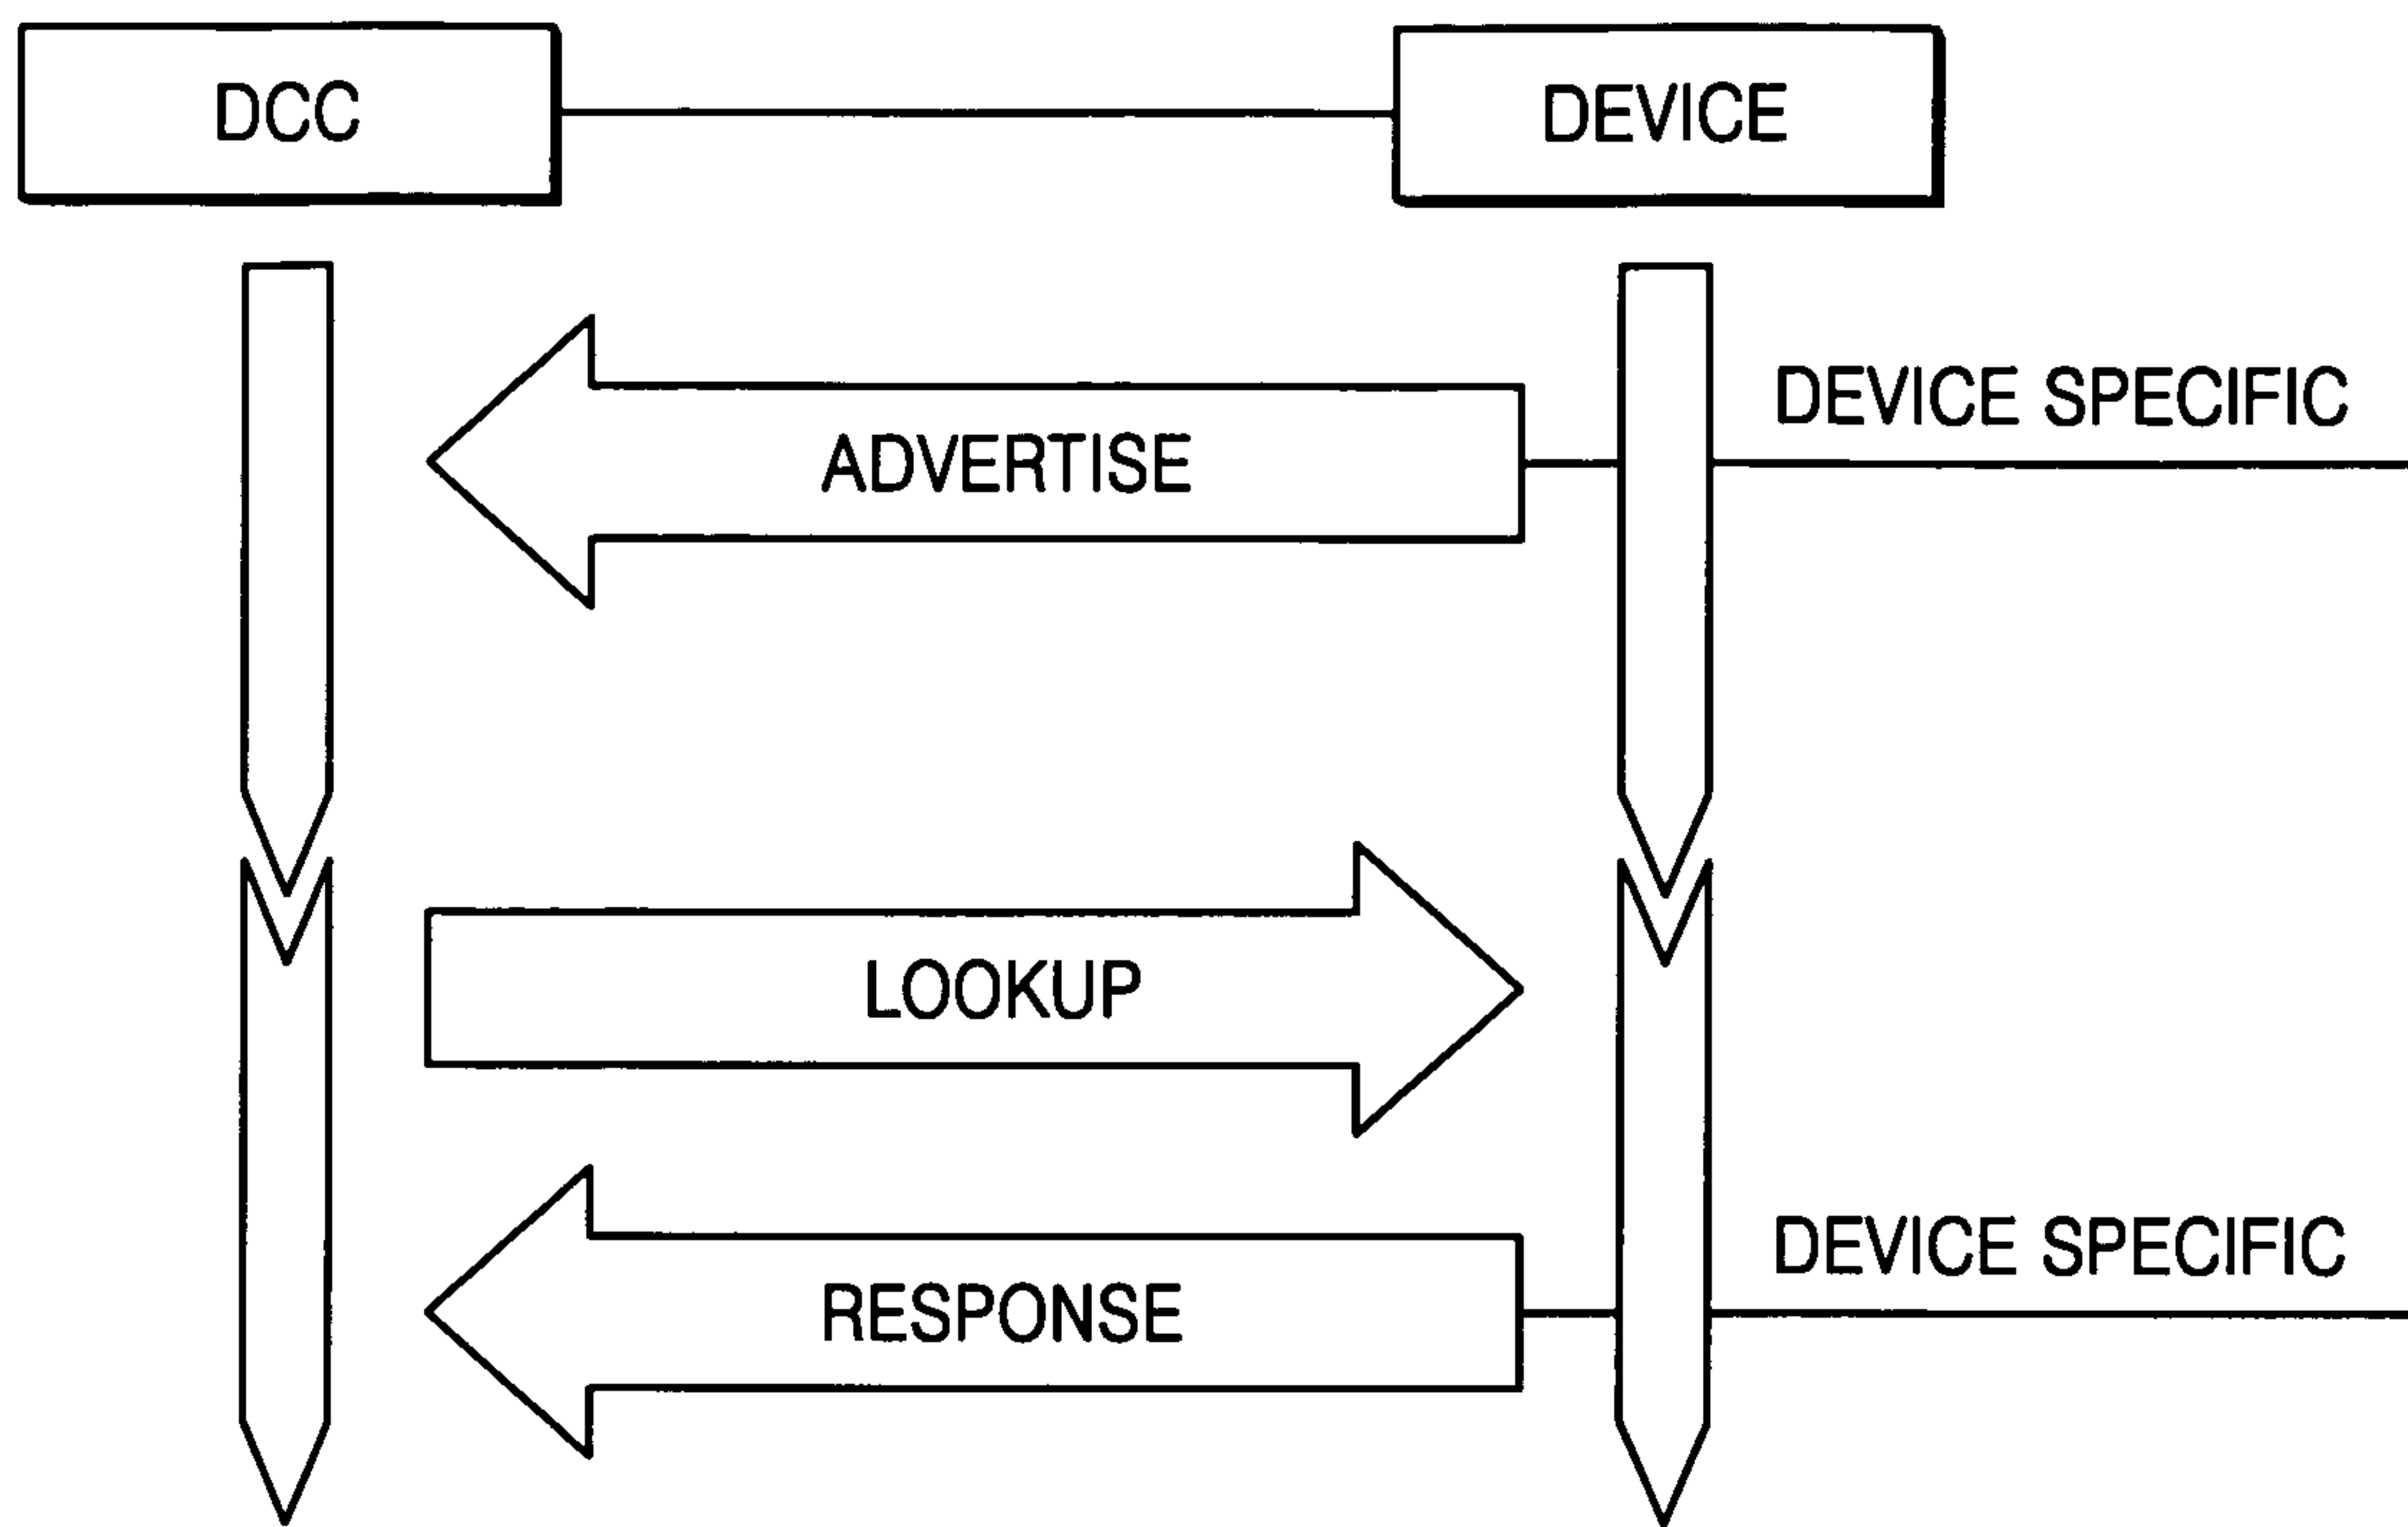 DCC
DEVICE
DEVICE SPECIFIC
ADVERTISE
LOOKUP
DEVICE SPECIFIC
RESPONSE